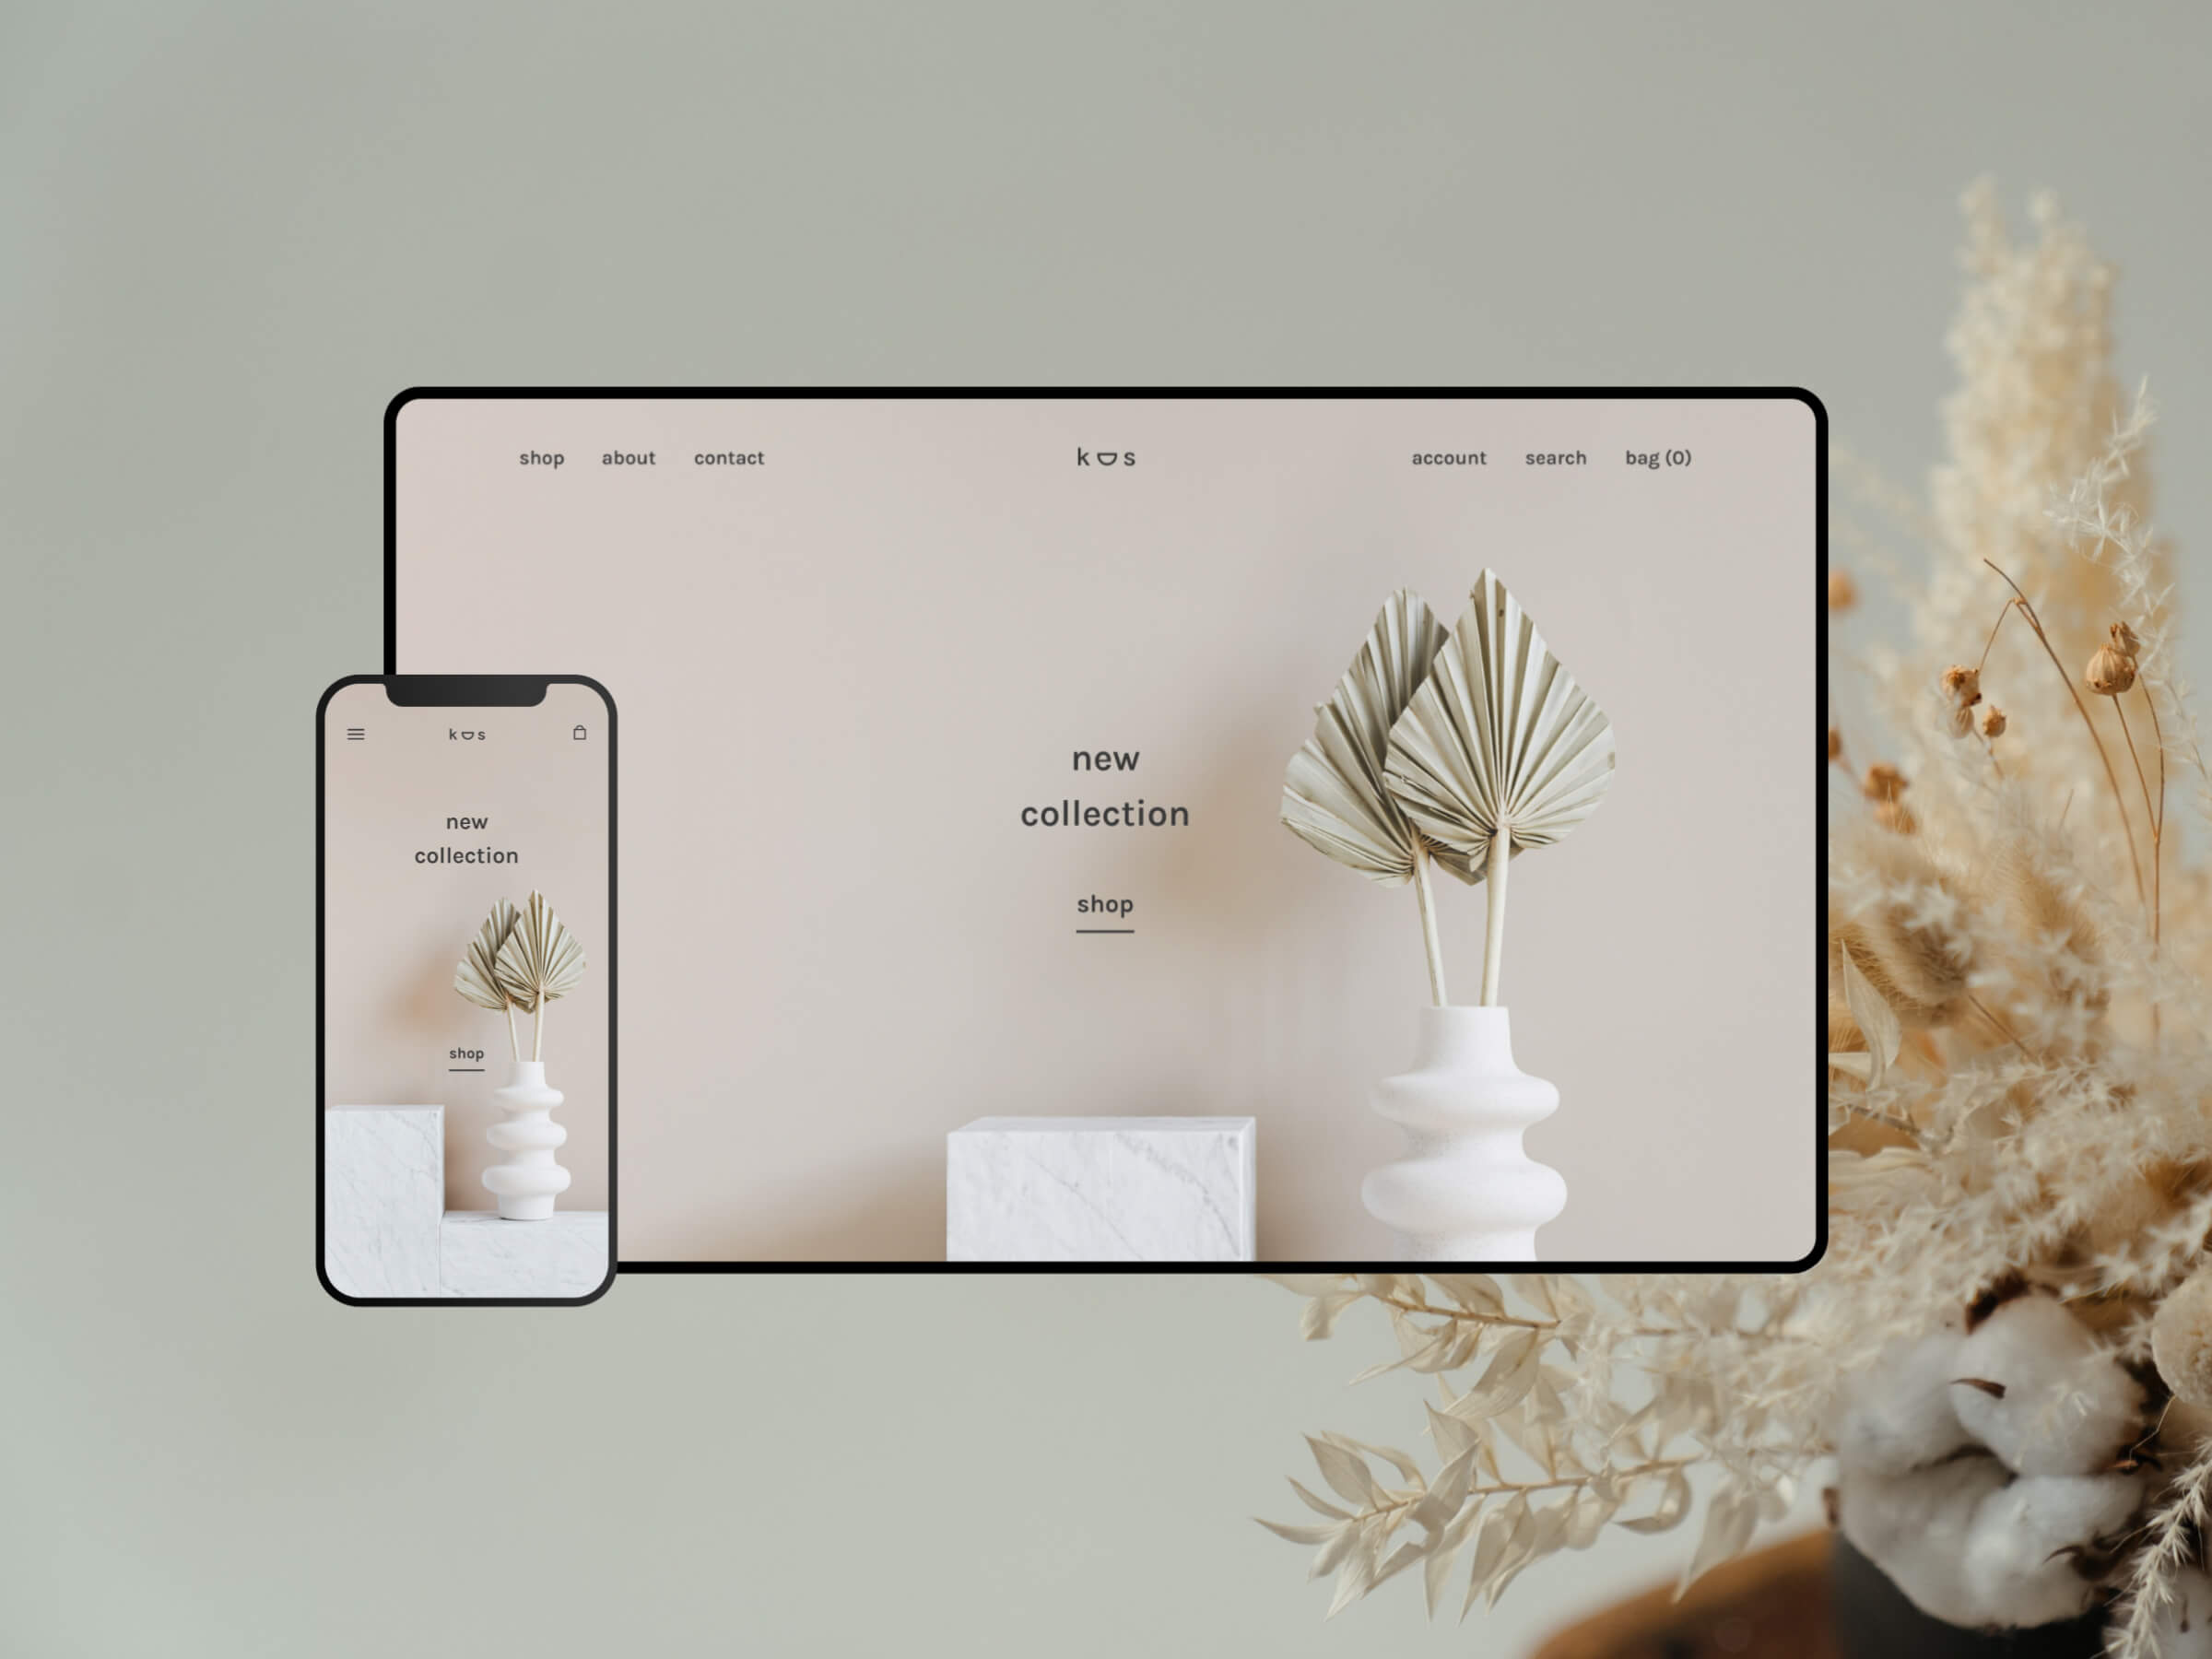 shop about contact k s account search bag (0)
new
collection
shop
k s
new
collection
shop